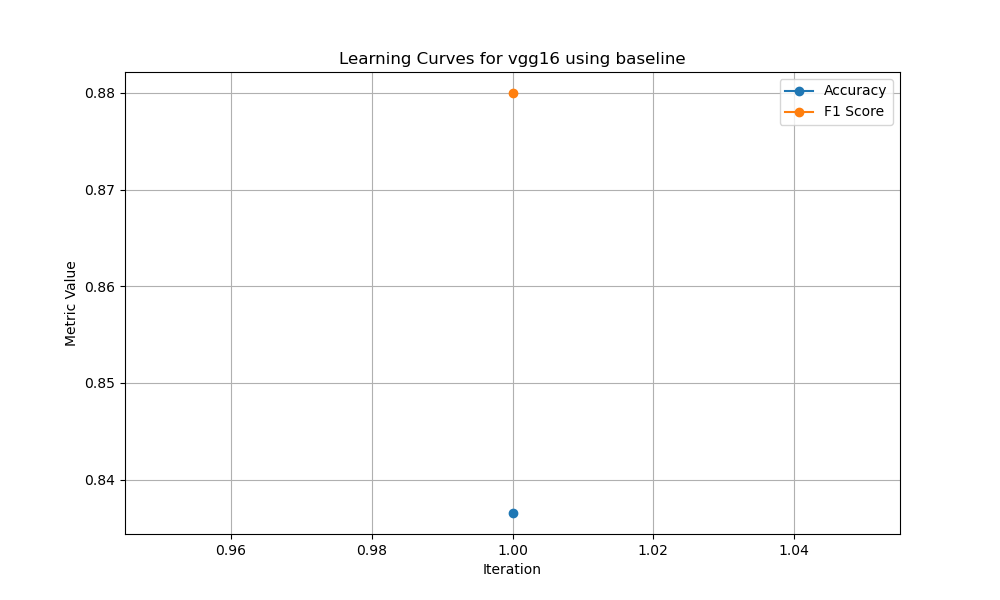 Learning Curves for vgg16 using baseline
Accuracy
F1 Score
0.88
0.87
0.86
0.85
0.84
Metric Value
0.96 0.98 1.00 1.02 1.04
Iteration